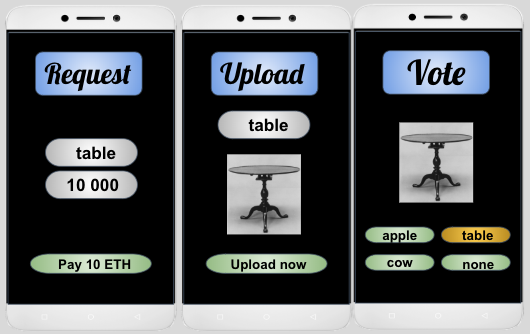 Request
table
10 000
Pay 10 ETH
Upload
table
Upload now
Vote
apple
table
cow
none